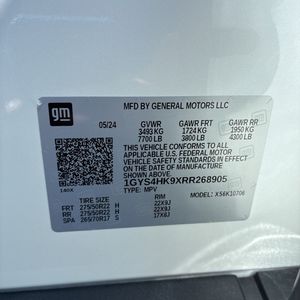 gm
MFD BY GENERAL MOTORS LLC
05/24 GVWR GAWR FRT GAWR RR
3493 KG 1724 KG 1950 KG
7700 LB 3800 LB 4300 LB
THIS VEHICLE CONFORMS TO ALL
APPLICABLE U.S. FEDERAL MOTOR
VEHICLE SAFETY STANDARDS IN EFFECT
ON THE DATE OF MANUFACTURE
SHOWN ABOVE.
1GYS4HK9XRR268905
TYPE: MPV MODEL: X56K10706
TIRE SIZE RIM
FRT 275/50R22 H 22X9J
RR 275/50R22 H 22X9J
SP 265/70R17 S 17X8J